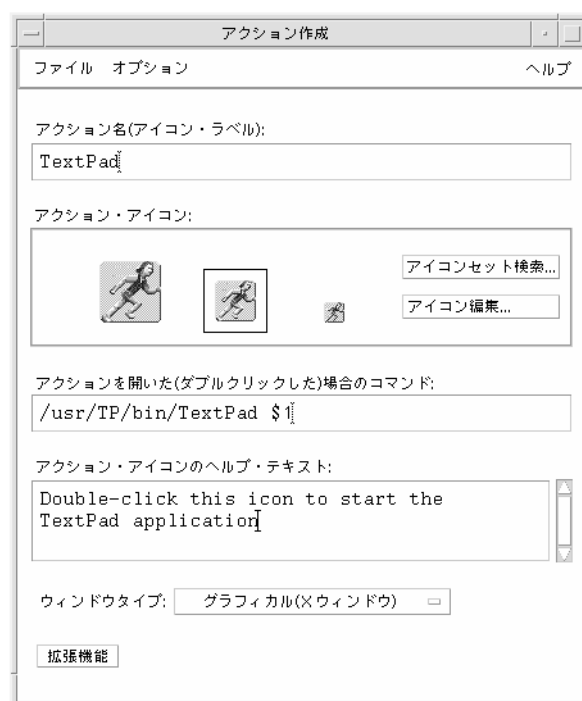 アクション作成
ファイル オプション ヘルプ
アクション名(アイコン・ラベル):
TextPad
アクション・アイコン:
アイコンセット検索...
アイコン編集...
アクションを開いた(ダブルクリックした)場合のコマンド:
/usr/TP/bin/TextPad $1
アクション・アイコンのヘルプ・テキスト:
Double-click this icon to start the
TextPad application
ウィンドウタイプ: グラフィカル(Xウィンドウ)
拡張機能